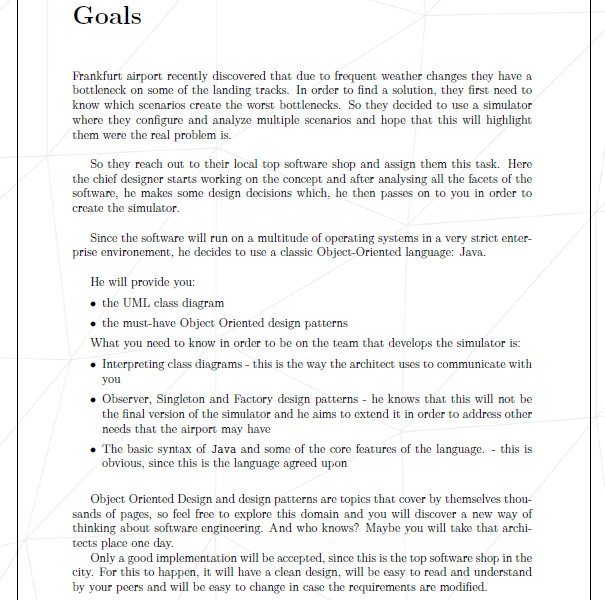 Goals
Frankfurt airport recently discovered that due to frequent weather changes they have a
bottleneck on some of the landing tracks. In order to find a solution, they first need to
know which scenarios create the worst bottlenecks. So they decided to use a simulator
where they configure and analyze multiple scenarios and hope that this will highlight
them were the real problem is.
So they reach out to their local top software shop and assign them this task. Here
the chief designer starts working on the concept and after analysing all the facets of the
software, he makes some design decisions which, he then passes on to you in order to
create the simulator.
Since the software will run on a multitude of operating systems in a very strict enter-
prise environement, he decides to use a classic Object-Oriented language: Java.
He will provide you:
• the UML class diagram
• the must-have Object Oriented design patterns
What you need to know in order to be on the team that develops the simulator is:
• Interpreting class diagrams - this is the way the architect uses to communicate with
you
• Observer, Singleton and Factory design patterns - he knows that this will not be
the final version of the simulator and he aims to extend it in order to address other
needs that the airport may have
• The basic syntax of Java and some of the core features of the language. - this is
obvious, since this is the language agreed upon
Object Oriented Design and design patterns are topics that cover by themselves thou-
sands of pages, so feel free to explore this domain and you will discover a new way of
thinking about software engineering. And who knows? Maybe you will take that archi-
tects place one day.
Only a good implementation will be accepted, since this is the top software shop in the
city. For this to happen, it will have a clean design, will be easy to read and understand
by your peers and will be easy to change in case the requirements are modified.